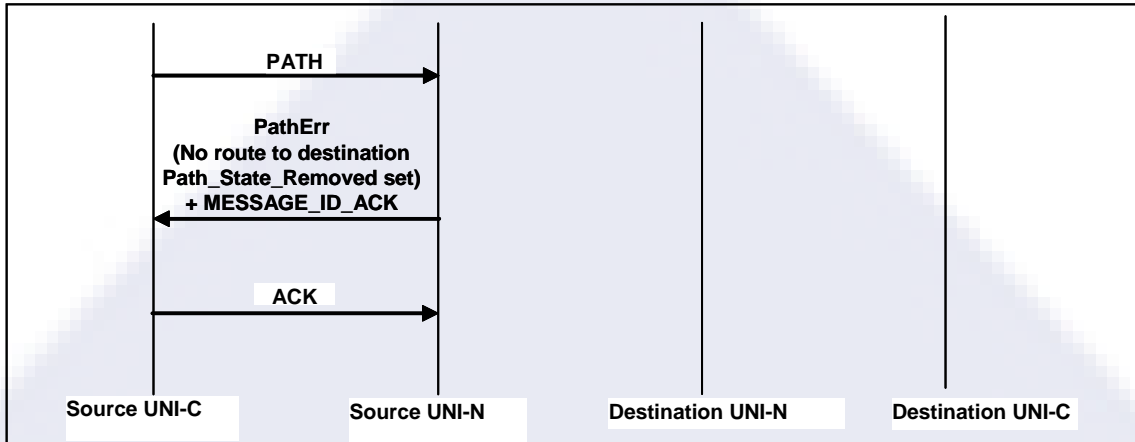 PATH
PathErr
(No route to destination
Path_State_Removed set)
+ MESSAGE_ID_ACK
ACK
Source UNI-C
Source UNI-N
Destination UNI-N
Destination UNI-C